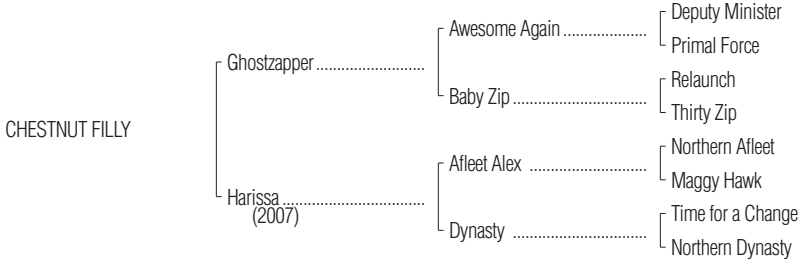 Deputy Minister
Awesome Again
Primal Force
Ghostzapper
Relaunch
Baby Zip
Thirty Zip
CHESTNUT FILLY
Northern Afleet
Afleet Alex
Maggy Hawk
Harissa
(2007)
Time for a Change
Dynasty
Northern Dynasty